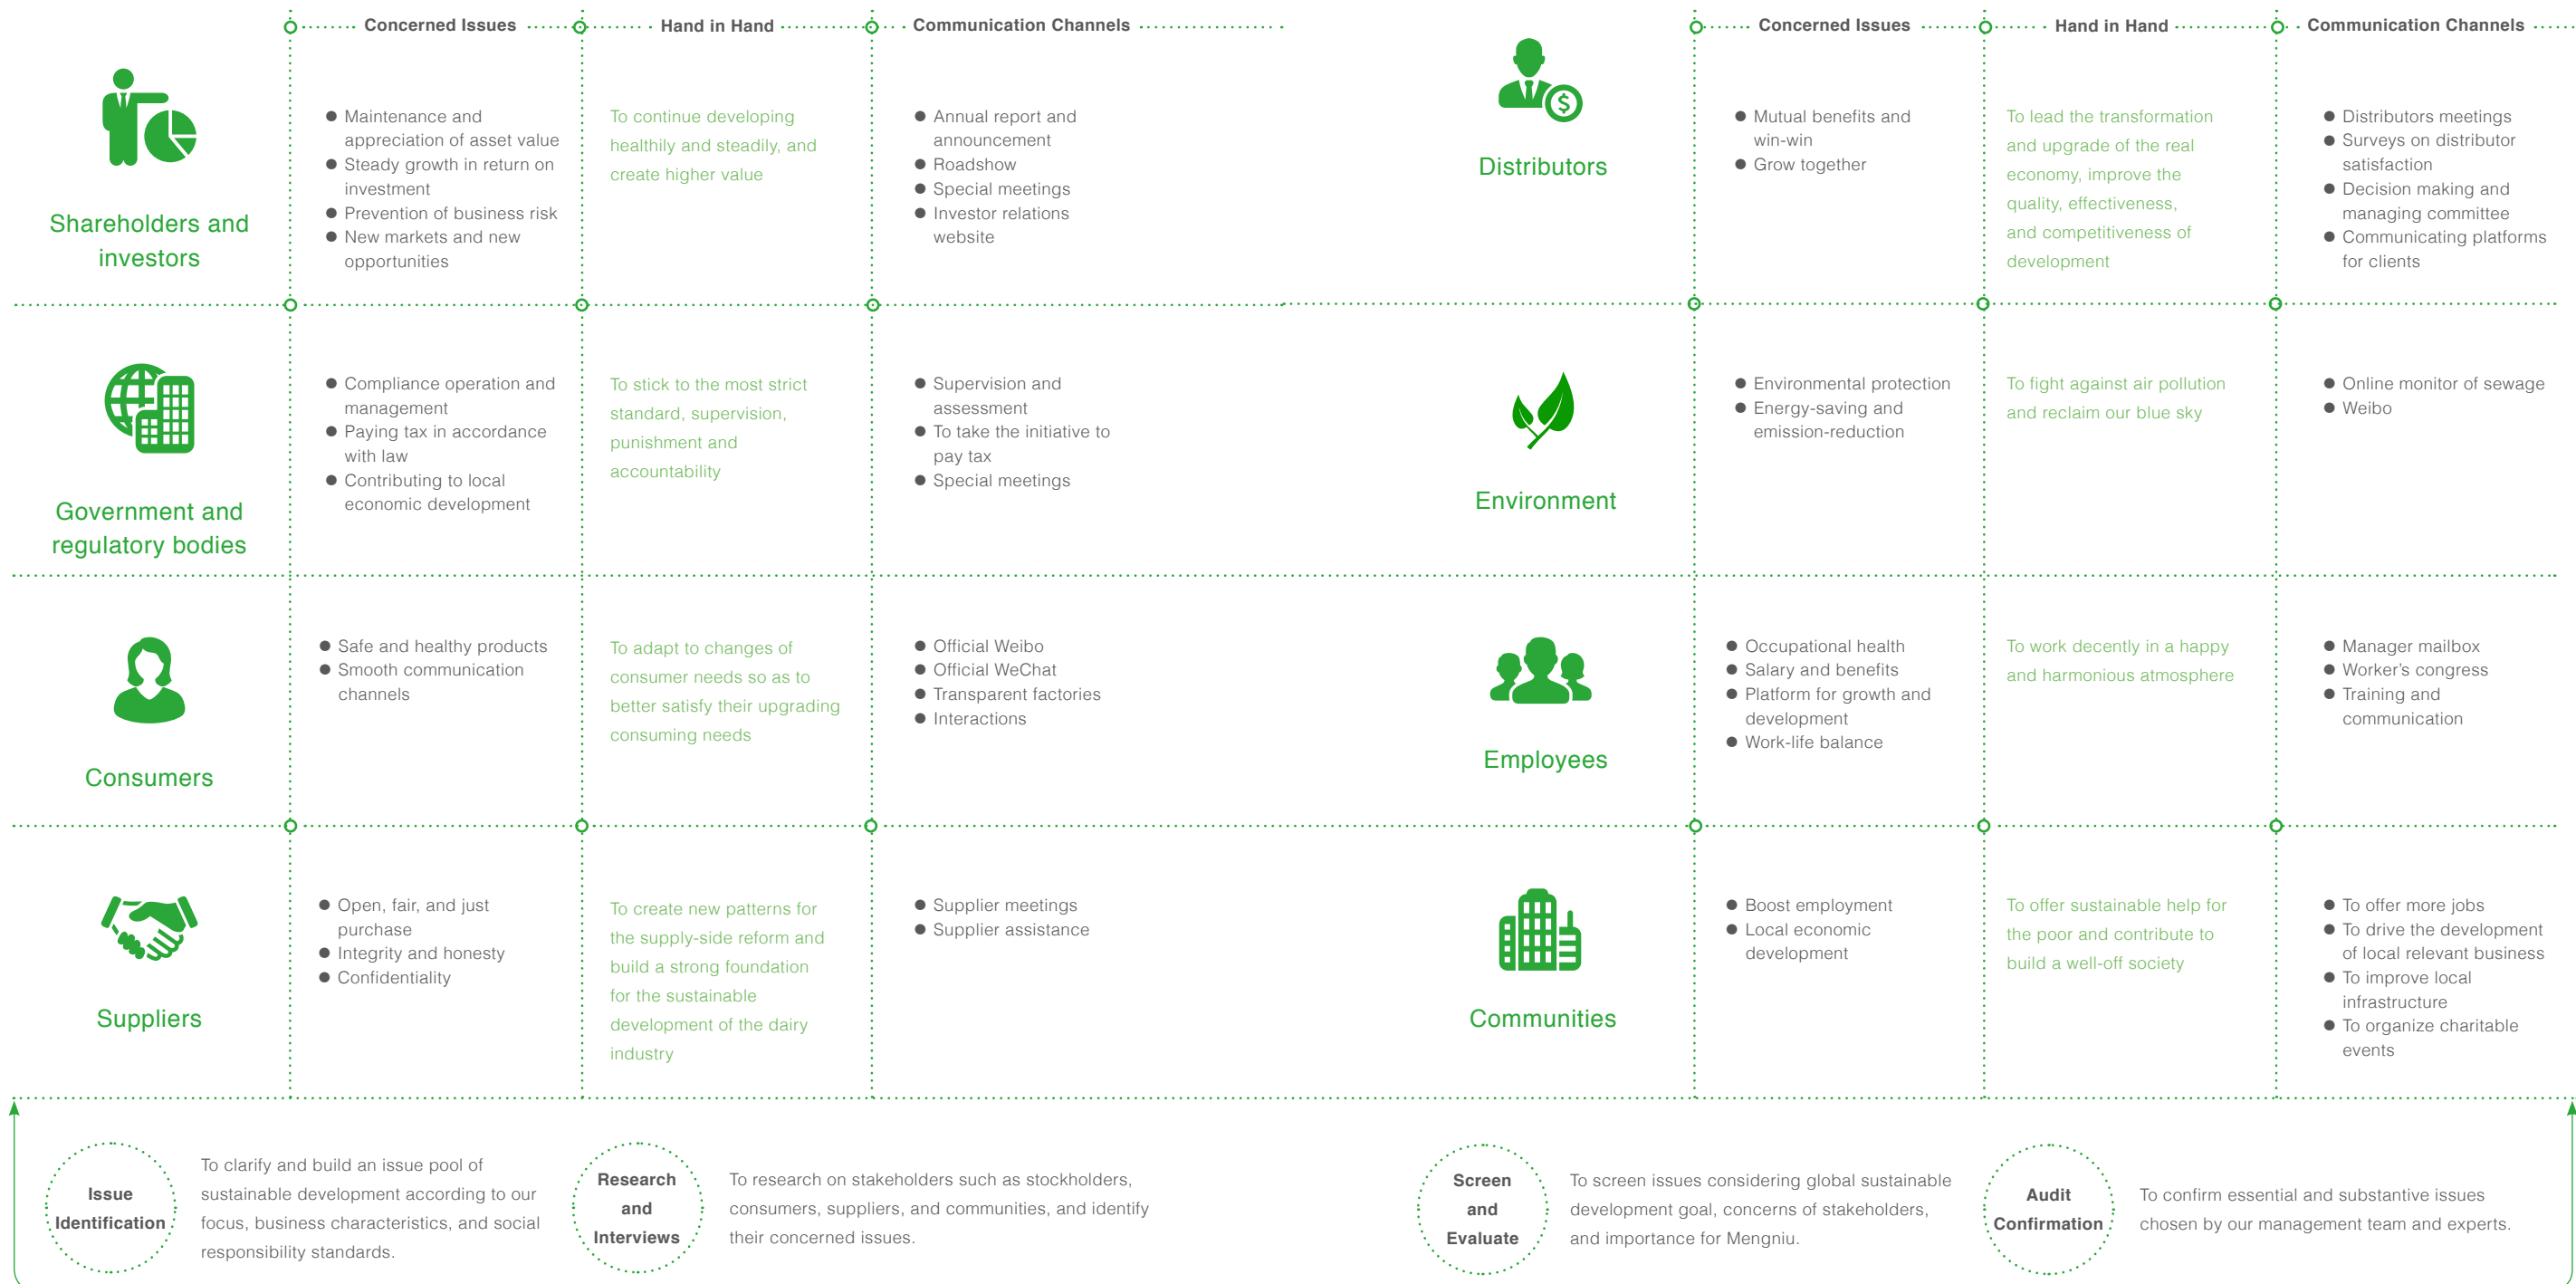 Concerned Issues
Hand in Hand
Communication Channels
Shareholders and
investors
● Maintenance and
appreciation of asset value
● Steady growth in return on
investment
● Prevention of business risk
● New markets and new
opportunities
To continue developing
healthily and steadily, and
create higher value
● Annual report and
announcement
● Roadshow
● Special meetings
● Investor relations
website
Government and
regulatory bodies
● Compliance operation and
management
● Paying tax in accordance
with law
● Contributing to local
economic development
To stick to the most strict
standard, supervision,
punishment and
accountability
● Supervision and
assessment
● To take the initiative to
pay tax
● Special meetings
Consumers
● Safe and healthy products
● Smooth communication
channels
To adapt to changes of
consumer needs so as to
better satisfy their upgrading
consuming needs
● Official Weibo
● Official WeChat
● Transparent factories
● Interactions
Suppliers
● Open, fair, and just
purchase
● Integrity and honesty
● Confidentiality
To create new patterns for
the supply-side reform and
build a strong foundation
for the sustainable
development of the dairy
industry
● Supplier meetings
● Supplier assistance
Concerned Issues
Hand in Hand
Communication Channels
$
Distributors
● Mutual benefits and
win-win
● Grow together
To lead the transformation
and upgrade of the real
economy, improve the
quality, effectiveness,
and competitiveness of
development
● Distributors meetings
● Surveys on distributor
satisfaction
● Decision making and
managing committee
● Communicating platforms
for clients
Environment
● Environmental protection
● Energy-saving and
emission-reduction
To fight against air pollution
and reclaim our blue sky
● Online monitor of sewage
● Weibo
Employees
● Occupational health
● Salary and benefits
● Platform for growth and
development
● Work-life balance
To work decently in a happy
and harmonious atmosphere
● Manager mailbox
● Worker's congress
● Training and
communication
Communities
● Boost employment
● Local economic
development
To offer sustainable help for
the poor and contribute to
build a well-off society
● To offer more jobs
● To drive the development
of local relevant business
● To improve local
infrastructure
● To organize charitable
events
Issue
Identification
To clarify and build an issue pool of
sustainable development according to our
focus, business characteristics, and social
responsibility standards.
Research
and
Interviews
To research on stakeholders such as stockholders,
consumers, suppliers, and communities, and identify
their concerned issues.
Screen
and
Evaluate
To screen issues considering global sustainable
development goal, concerns of stakeholders,
and importance for Mengniu.
Audit
Confirmation
To confirm essential and substantive issues
chosen by our management team and experts.